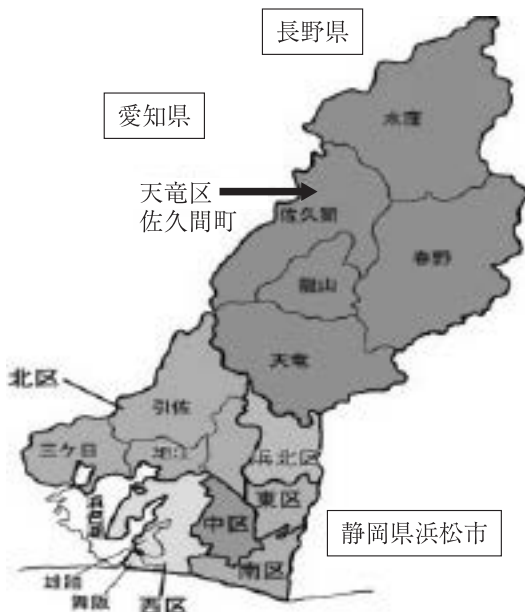 長野県
愛知県
水窪
天竜区
佐久間町
佐久間
春野
龍山
天竜
北区
引佐
三ケ日
細江
浜北区
東区
中区
静岡県浜松市
南区
雄踏
舞阪
西区